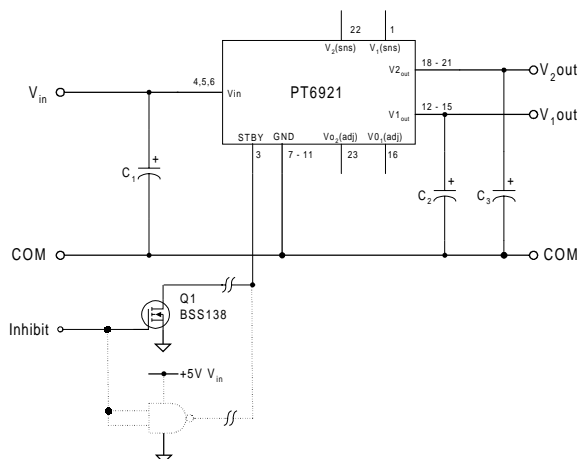 22 1
V2(sns) V1(sns)
Vin 4,5,6 Vin PT6921 V2out 18 - 21 V2out
V1out 12 - 15 V1out
STBY GND Vo2(adj) V01(adj)
3 7 - 11 23 16
+ + +
C1 C2 C3
COM COM
Q1
BSS138
Inhibit
+5V Vin